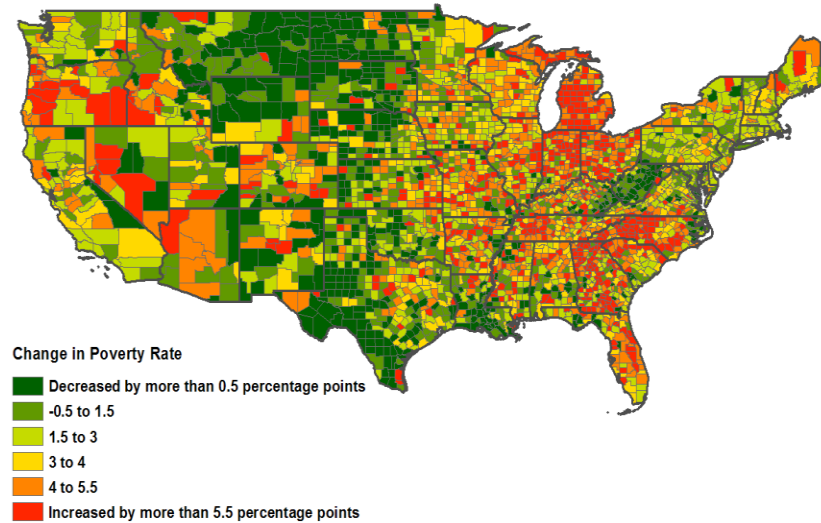 Change in Poverty Rate
Decreased by more than 0.5 percentage points
-0.5 to 1.5
1.5 to 3
3 to 4
4 to 5.5
Increased by more than 5.5 percentage points